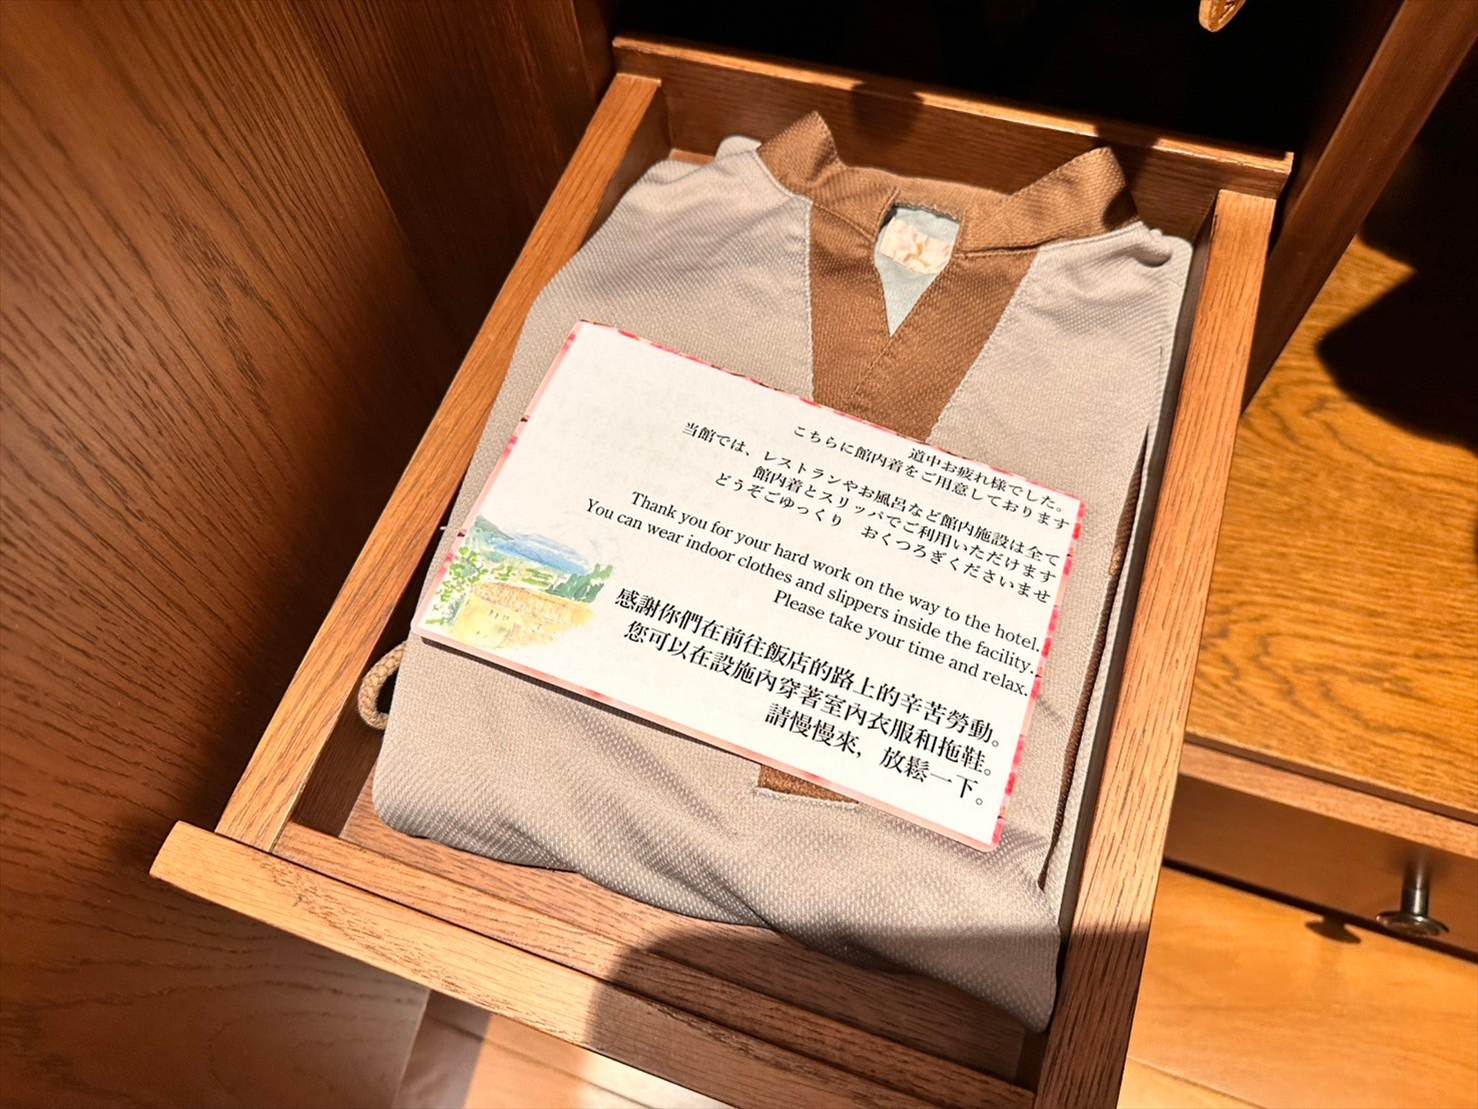 道中お疲れ様でした。
こちらに館内着をご用意しております
当館では、レストランやお風呂など館内施設は全て
館内着とスリッパでご利用いただけます
どうぞごゆっくり　おくつろぎくださいませ
Thank you for your hard work on the way to the hotel.
You can wear indoor clothes and slippers inside the facility.
Please take your time and relax.
感謝你們在前往飯店的路上的辛苦勞動。
您可以在設施內穿著室內衣服和拖鞋。
請慢慢來，放鬆一下。